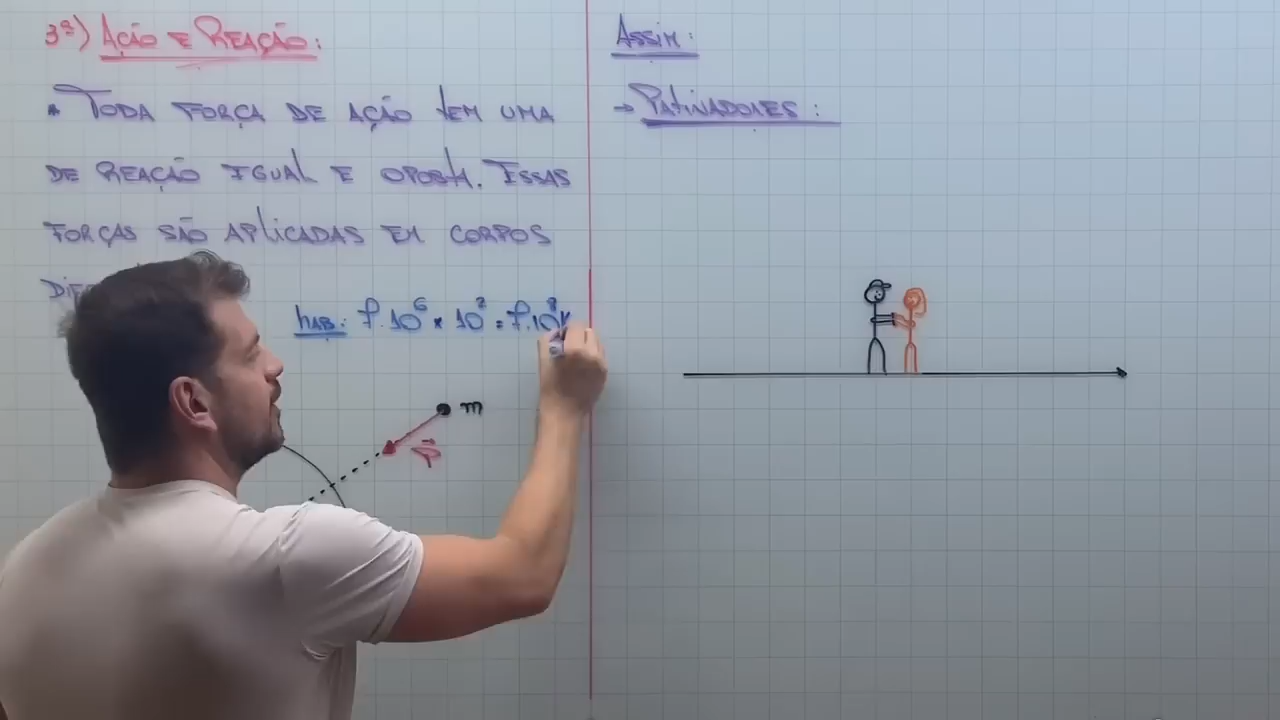 3ª) AÇÃO E REAÇÃO:
* TODA FORÇA DE AÇÃO TEM UMA
DE REAÇÃO IGUAL E OPOSTA. ESSAS
FORÇAS SÃO APLICADAS EM CORPOS
HAB: 7.10⁶ × 10² = 7.10⁸
m
P
ASSIM:
→ PATINADORES: